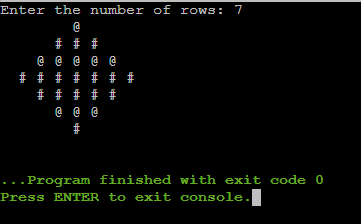 Enter the number of rows: 7
@
# # #
@ @ @ @ @
# # # # # # #
# # # # #
@ @ @
#
...Program finished with exit code 0
Press ENTER to exit console.